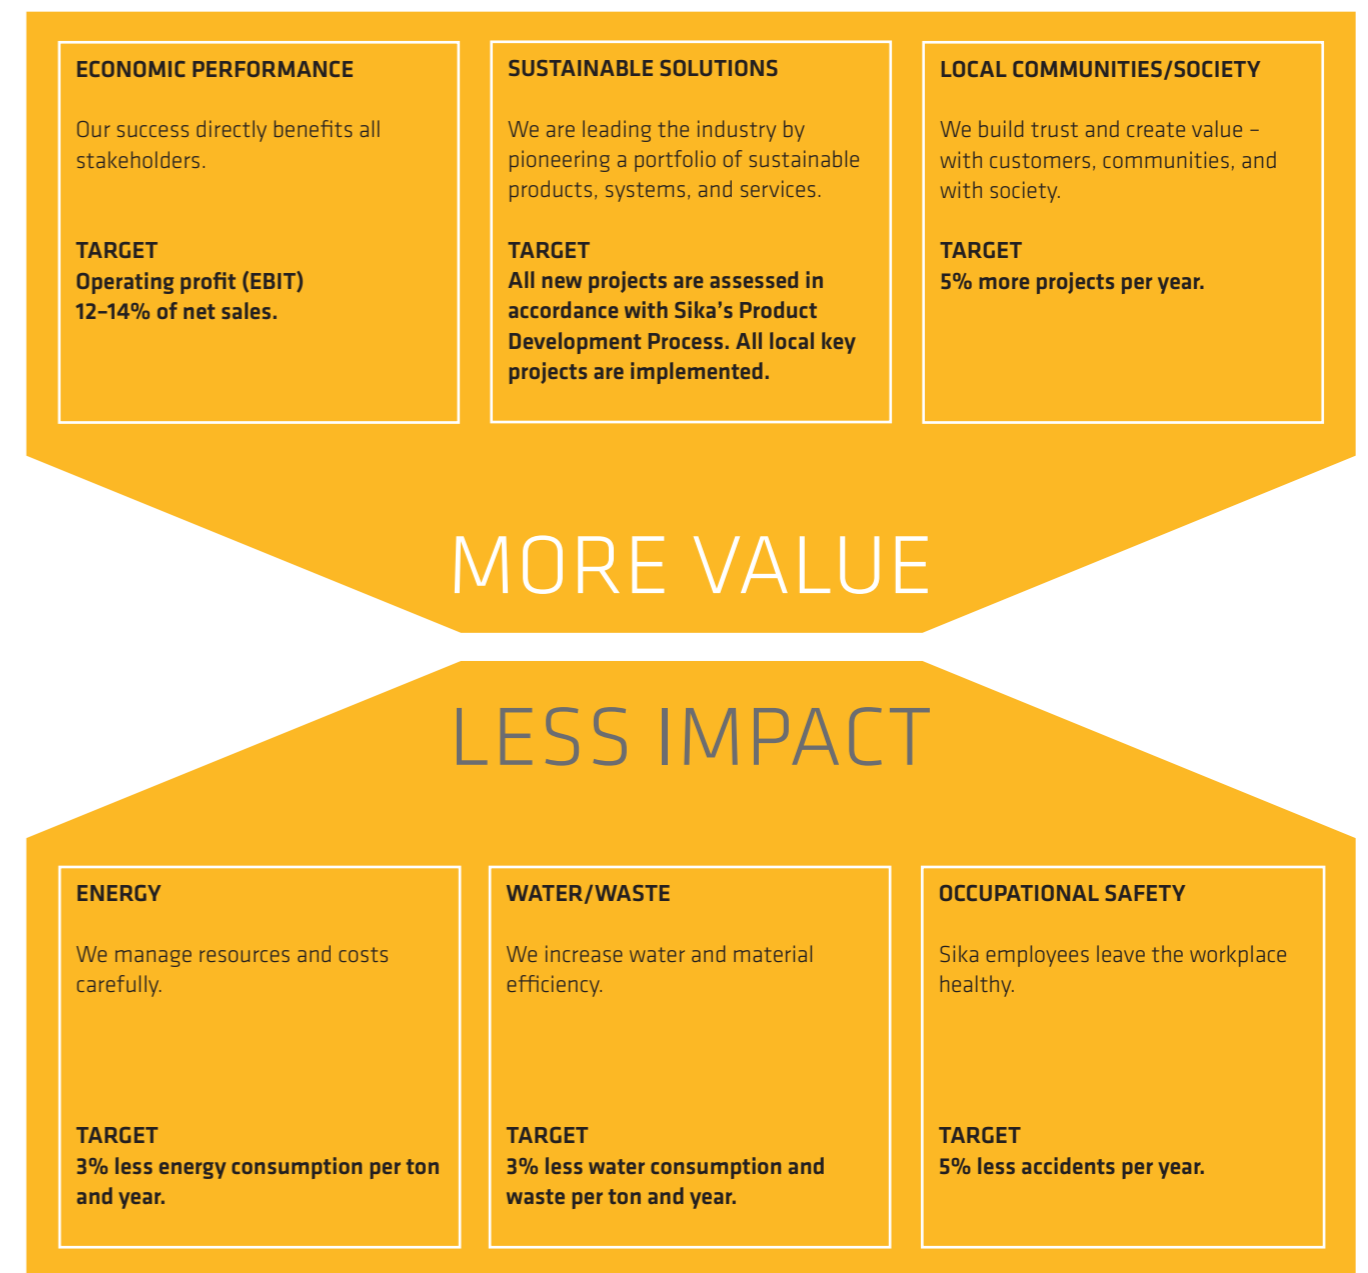 ECONOMIC PERFORMANCE
Our success directly benefits all
stakeholders.
TARGET
Operating profit (EBIT)
12–14% of net sales.
SUSTAINABLE SOLUTIONS
We are leading the industry by
pioneering a portfolio of sustainable
products, systems, and services.
TARGET
All new projects are assessed in
accordance with Sika’s Product
Development Process. All local key
projects are implemented.
LOCAL COMMUNITIES/SOCIETY
We build trust and create value –
with customers, communities, and
with society.
TARGET
5% more projects per year.
MORE VALUE
LESS IMPACT
ENERGY
We manage resources and costs
carefully.
TARGET
3% less energy consumption per ton
and year.
WATER/WASTE
We increase water and material
efficiency.
TARGET
3% less water consumption and
waste per ton and year.
OCCUPATIONAL SAFETY
Sika employees leave the workplace
healthy.
TARGET
5% less accidents per year.